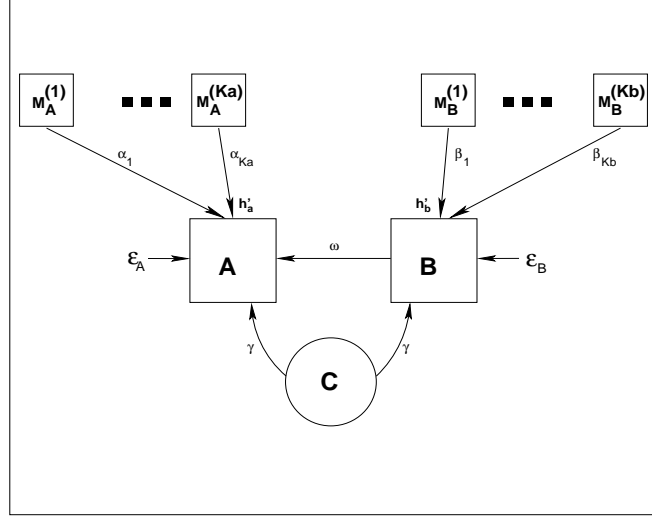 M_A^(1) M_A^(Ka) M_B^(1) M_B^(Kb)
α_1 α_Ka β_1 β_Kb
h'_a h'_b
ε_A A ω B ε_B
γ C γ